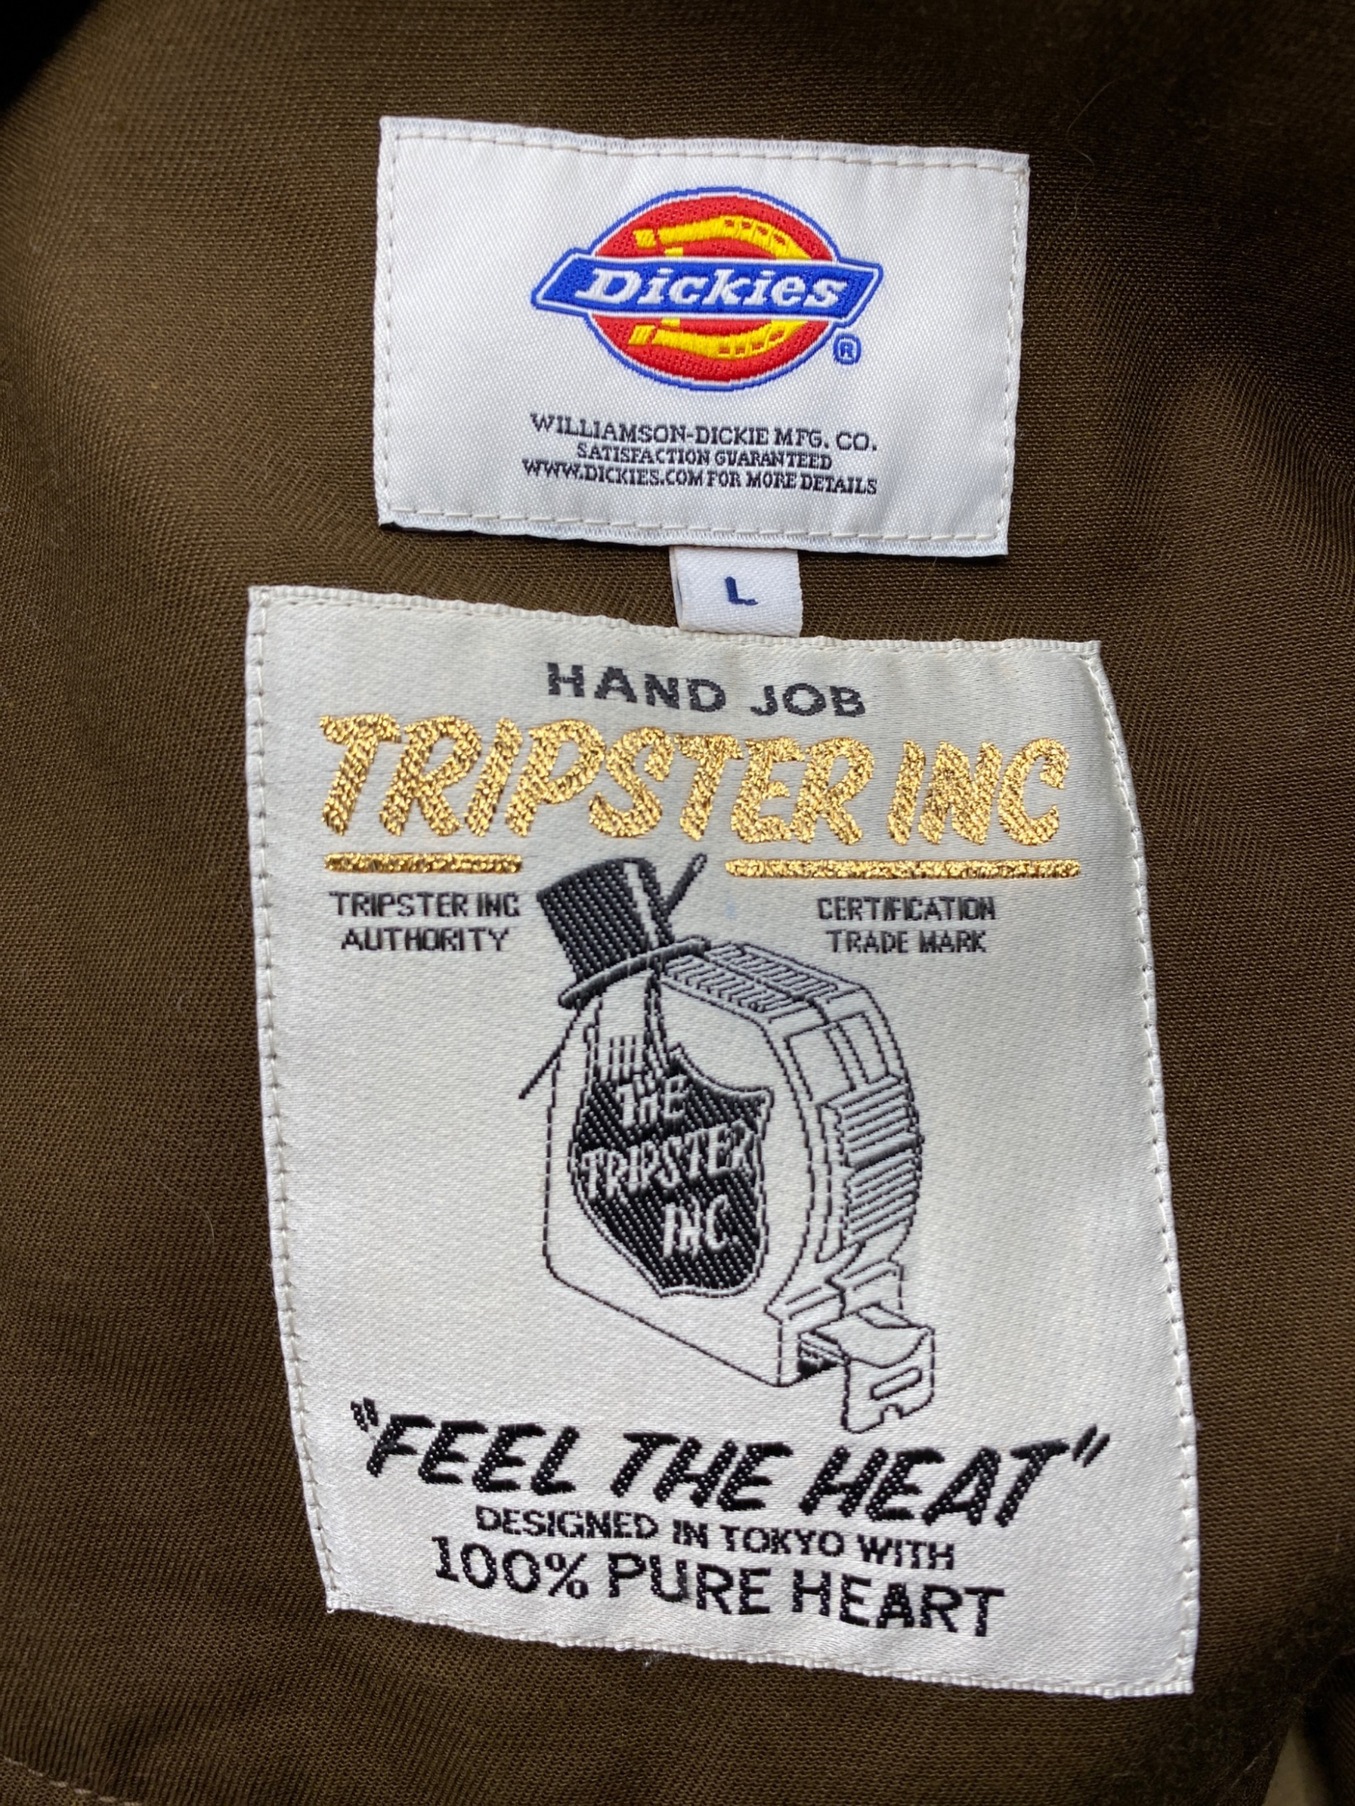 Dickies
®
WILLIAMSON-DICKIE MFG. CO.
SATISFACTION GUARANTEED
WWW.DICKIES.COM FOR MORE DETAILS
L
HAND JOB
TRIPSTER INC
TRIPSTER INC
AUTHORITY
CERTIFICATION
TRADE MARK
THE
TRIPSTER
INC
"FEEL THE HEAT"
DESIGNED IN TOKYO WITH
100% PURE HEART